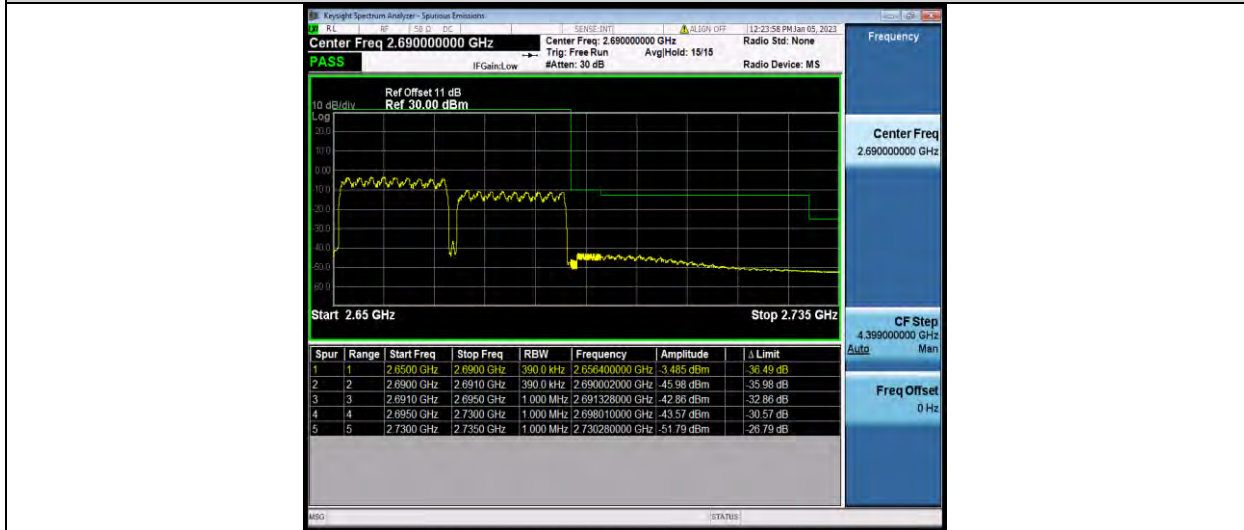 Keysight Spectrum Analyzer - Spurious Emissions
RL RF 50 Ω DC SENSE:INT ALIGN OFF 12:23:58 PM Jan 05, 2023
Center Freq 2.690000000 GHz Center Freq: 2.690000000 GHz Radio Std: None Frequency
Trig: Free Run Avg|Hold: 15/15
PASS IFGain:Low #Atten: 30 dB Radio Device: MS
Ref Offset 11 dB
10 dB/div Ref 30.00 dBm
Log
20.0
10.0
0.00
-10.0
-20.0
-30.0
-40.0
-50.0
-60.0
Start 2.65 GHz Stop 2.735 GHz
Center Freq
2.690000000 GHz
CF Step
4.399000000 GHz
Auto Man
Freq Offset
0 Hz
Spur Range Start Freq Stop Freq RBW Frequency Amplitude Δ Limit
1 1 2.6500 GHz 2.6900 GHz 390.0 kHz 2.656400000 GHz -3.485 dBm -36.49 dB
2 2 2.6900 GHz 2.6910 GHz 390.0 kHz 2.690002000 GHz -45.98 dBm -35.98 dB
3 3 2.6910 GHz 2.6950 GHz 1.000 MHz 2.691328000 GHz -42.86 dBm -32.86 dB
4 4 2.6950 GHz 2.7300 GHz 1.000 MHz 2.698010000 GHz -43.57 dBm -30.57 dB
5 5 2.7300 GHz 2.7350 GHz 1.000 MHz 2.730280000 GHz -51.79 dBm -26.79 dB
MSG STATUS